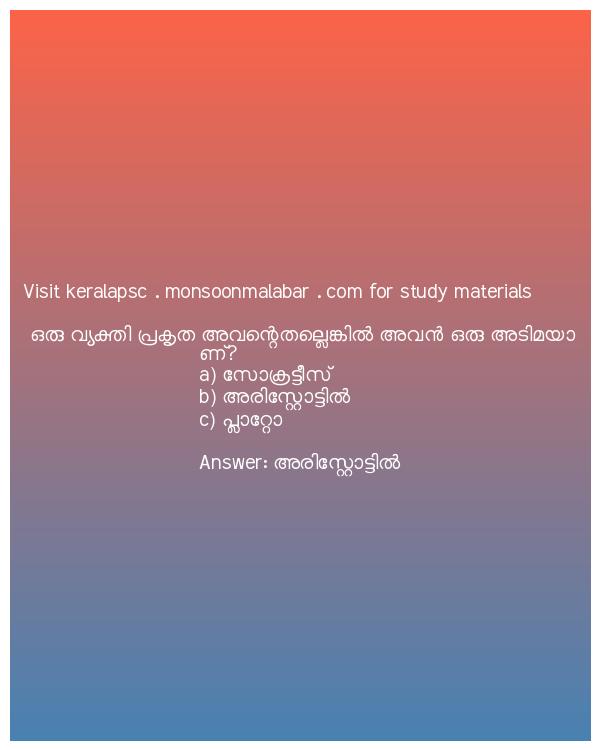 Visit keralapsc . monsoonmalabar . com for study materials
ഒരു വ്യക്തി പ്രകൃത അവന്റെതല്ലെങ്കിൽ അവൻ ഒരു അടിമയാ
ണ്?
a) സോക്രട്ടീസ്
b) അരിസ്റ്റോട്ടിൽ
c) പ്ലാറ്റോ
Answer: അരിസ്റ്റോട്ടിൽ